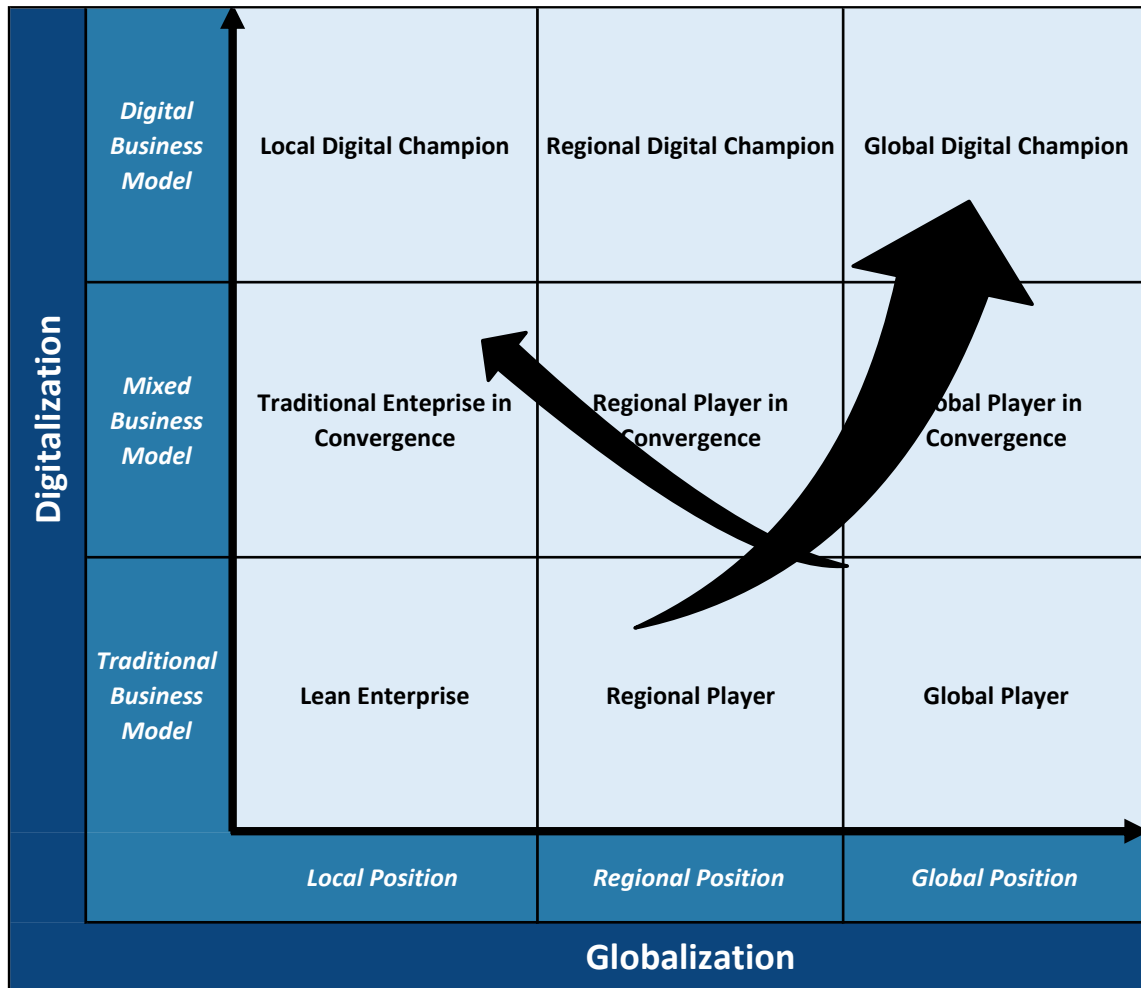 Digitalization
Digital
Business
Model
Local Digital Champion
Regional Digital Champion
Global Digital Champion
Mixed
Business
Model
Traditional Enteprise in
Convergence
Regional Player in
Convergence
Player in
Convergence
Traditional
Business
Model
Lean Enterprise
Regional Player
Global Player
Local Position
Regional Position
Global Position
Globalization